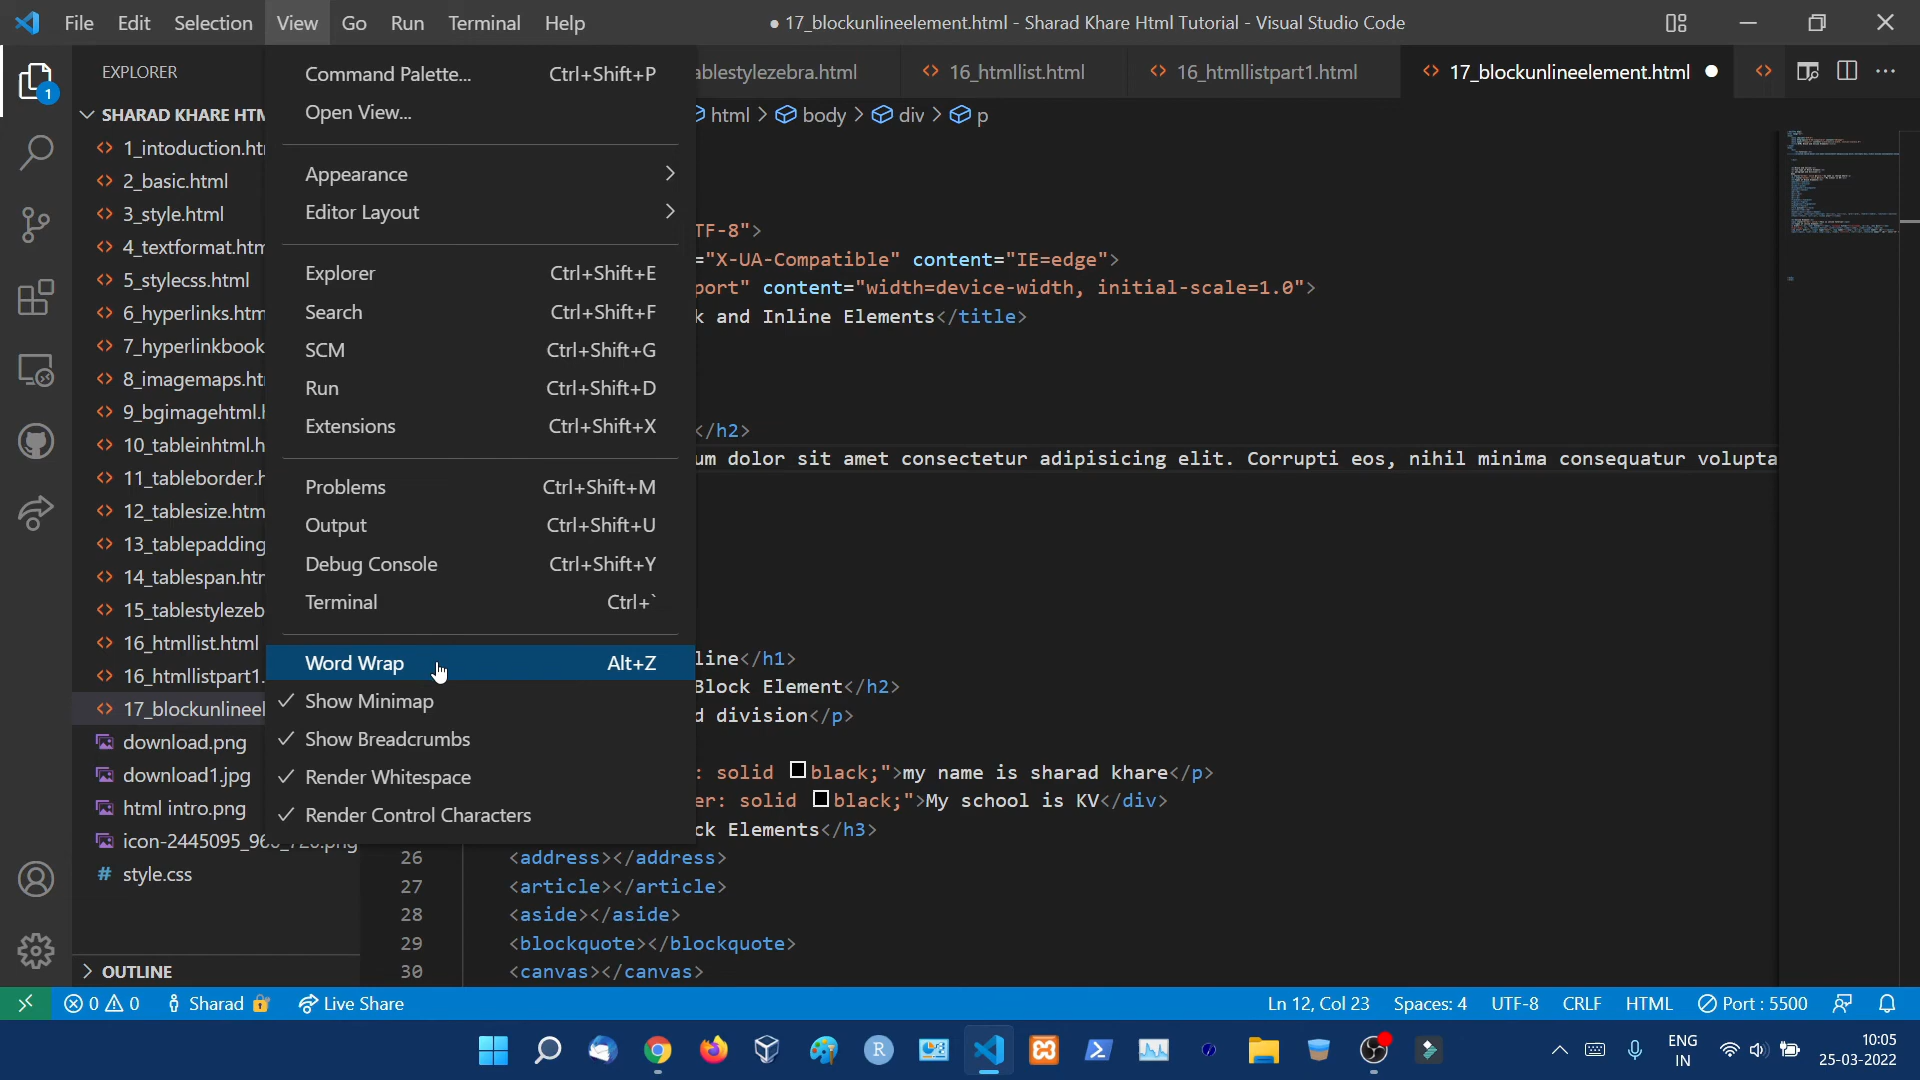 File Edit Selection View Go Run Terminal Help
● 17_blockunlineelement.html - Sharad Khare Html Tutorial - Visual Studio Code
EXPLORER
ablestylezebra.html
16_htmllist.html
16_htmllistpart1.html
17_blockunlineelement.html
html > body > div > p
1
SHARAD KHARE HTM
1_intoduction.ht
2_basic.html
3_style.html
4_textformat.htm
5_stylecss.html
6_hyperlinks.htm
7_hyperlinkbook
8_imagemaps.ht
9_bgimagehtml.h
10_tableinhtml.h
11_tableborder.h
12_tablesize.htm
13_tablepadding
14_tablespan.htm
15_tablestylezeb
16_htmllist.html
16_htmllistpart1.
17_blockunlineel
download.png
download1.jpg
html intro.png
icon-2445095_960_720.png
style.css
OUTLINE
Command Palette... Ctrl+Shift+P
Open View...
Appearance
Editor Layout
Explorer Ctrl+Shift+E
Search Ctrl+Shift+F
SCM Ctrl+Shift+G
Run Ctrl+Shift+D
Extensions Ctrl+Shift+X
Problems Ctrl+Shift+M
Output Ctrl+Shift+U
Debug Console Ctrl+Shift+Y
Terminal Ctrl+`
Word Wrap Alt+Z
Show Minimap
Show Breadcrumbs
Render Whitespace
Render Control Characters
TF-8">
="X-UA-Compatible" content="IE=edge">
port" content="width=device-width, initial-scale=1.0">
k and Inline Elements</title>
</h2>
um dolor sit amet consectetur adipisicing elit. Corrupti eos, nihil minima consequatur volupta
line</h1>
Block Element</h2>
d division</p>
: solid black;">my name is sharad khare</p>
er: solid black;">My school is KV</div>
ck Elements</h3>
26 <address></address>
27 <article></article>
28 <aside></aside>
29 <blockquote></blockquote>
30 <canvas></canvas>
0 0 Sharad Live Share
Ln 12, Col 23 Spaces: 4 UTF-8 CRLF HTML Port : 5500
R
ENG
IN
10:05
25-03-2022